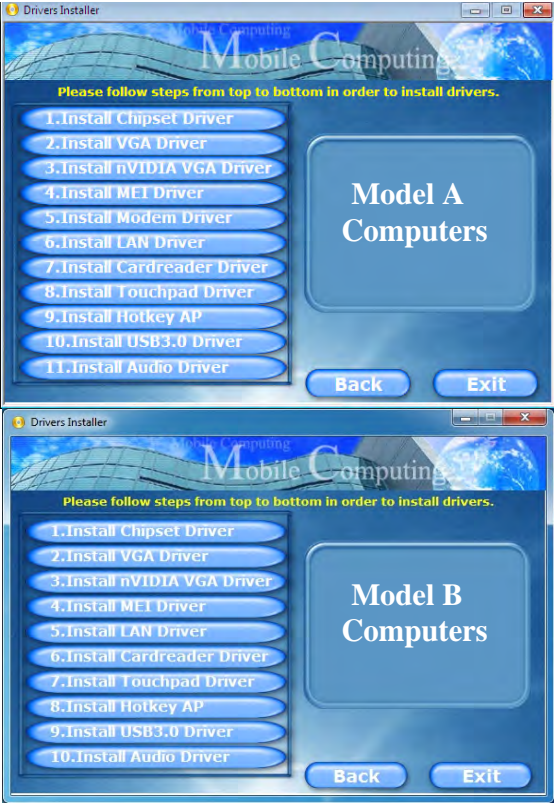 Drivers Installer
Mobile Computing
Mobile Computing
Please follow steps from top to bottom in order to install drivers.
1.Install Chipset Driver
2.Install VGA Driver
3.Install nVIDIA VGA Driver
4.Install MEI Driver
5.Install Modem Driver
6.Install LAN Driver
7.Install Cardreader Driver
8.Install Touchpad Driver
9.Install Hotkey AP
10.Install USB3.0 Driver
11.Install Audio Driver
Model A
Computers
Back
Exit
Drivers Installer
Mobile Computing
Mobile Computing
Please follow steps from top to bottom in order to install drivers.
1.Install Chipset Driver
2.Install VGA Driver
3.Install nVIDIA VGA Driver
4.Install MEI Driver
5.Install LAN Driver
6.Install Cardreader Driver
7.Install Touchpad Driver
8.Install Hotkey AP
9.Install USB3.0 Driver
10.Install Audio Driver
Model B
Computers
Back
Exit